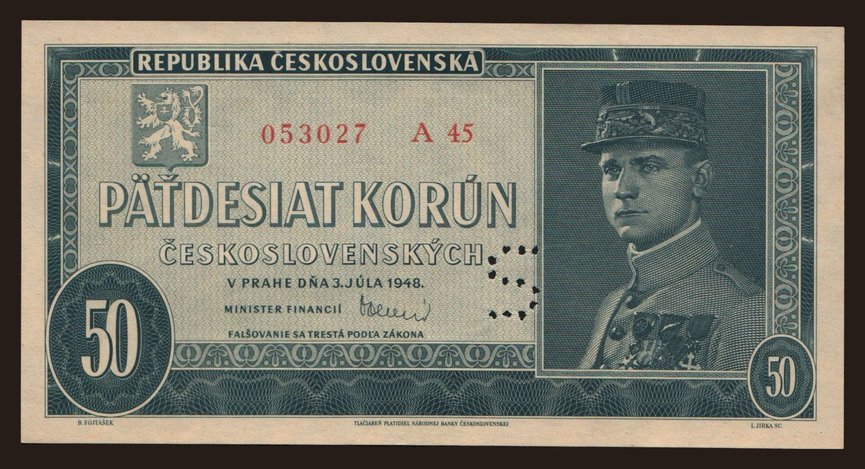 REPUBLIKA ČESKOSLOVENSKÁ
053027 A 45
PÄŤDESIAT KORÚN
ČESKOSLOVENSKÝCH
S
V PRAHE DŇA 3. JÚLA 1948.
MINISTER FINANCIÍ
FALŠOVANIE SA TRESTÁ PODĽA ZÁKONA
50
50
B. FOJTÁŠEK
TLAČIAREŇ PLATIDIEL NÁRODNEJ BANKY ČESKOSLOVENSKEJ
L. JIRKA SC.